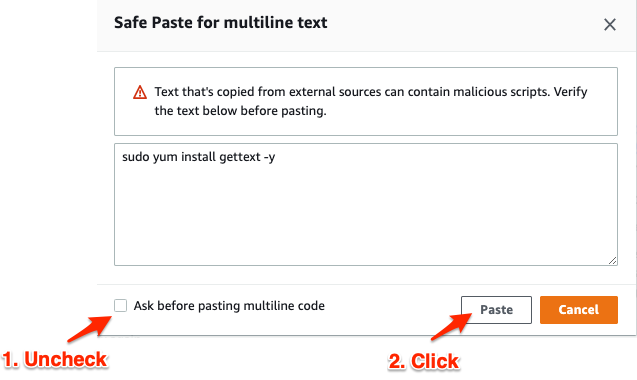 Safe Paste for multiline text
Text that's copied from external sources can contain malicious scripts. Verify
the text below before pasting.
sudo yum install gettext -y
Ask before pasting multiline code
Paste
Cancel
1. Uncheck
2. Click